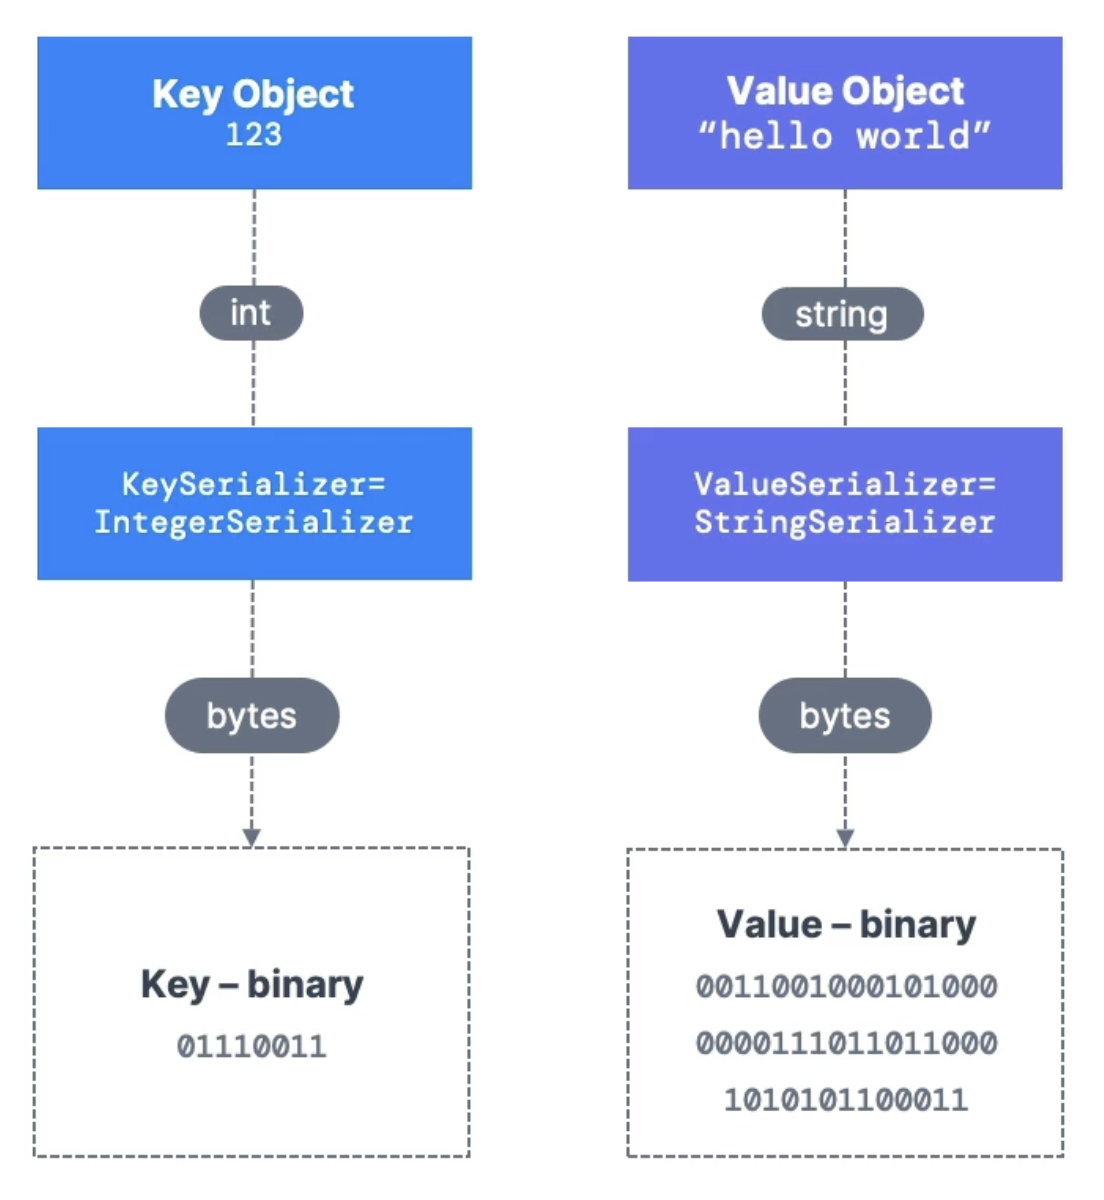 Key Object
123
int
KeySerializer=
IntegerSerializer
bytes
Key – binary
01110011
Value Object
“hello world”
string
ValueSerializer=
StringSerializer
bytes
Value – binary
0011001000101000
0000111011011000
1010101100011